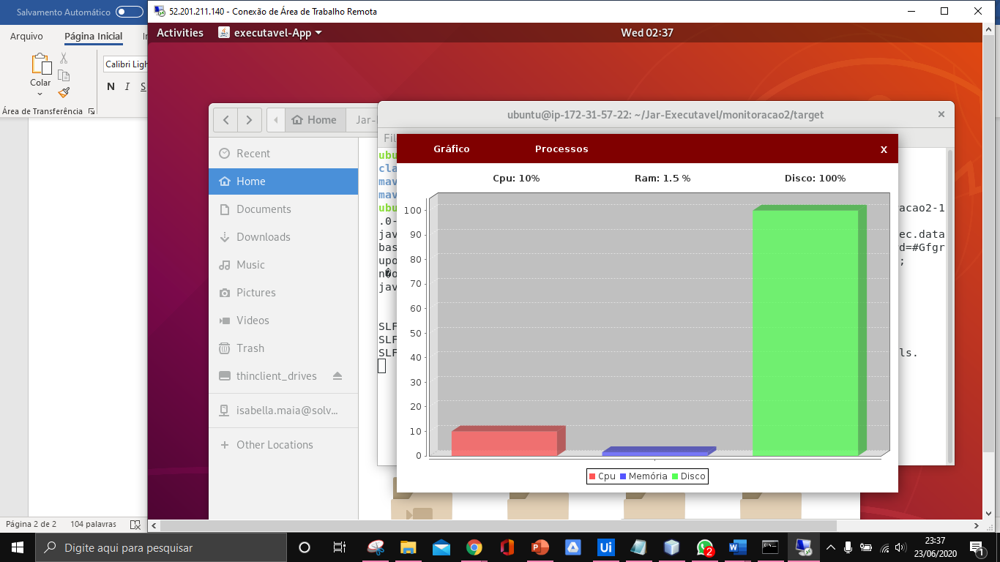 Salvamento Automático
52.201.211.140 - Conexão de Área de Trabalho Remota
Arquivo
Página Inicial
Colar
Calibri Ligh
N I S
Área de Transferência
Activities
executavel-App
Wed 02:37
Home
Jar-
ubuntu@ip-172-31-57-22: ~/Jar-Executavel/monitoracao2/target
Recent
Home
Documents
Downloads
Music
Pictures
Videos
Trash
thinclient_drives
isabella.maia@solv...
Other Locations
Fil
ubu
cla
mav
mav
ubu
acao2-1
.0-
jav
ec.data
bas
d=#Gfgr
upo
;
n�o
jav
SLF
SLF
SLF
ls.
Gráfico
Processos
X
Cpu: 10%
Ram: 1.5 %
Disco: 100%
100
90
80
70
60
50
40
30
20
10
0
Cpu Memória Disco
Página 2 de 2
104 palavras
Digite aqui para pesquisar
Ui
2
23:37
23/06/2020
1